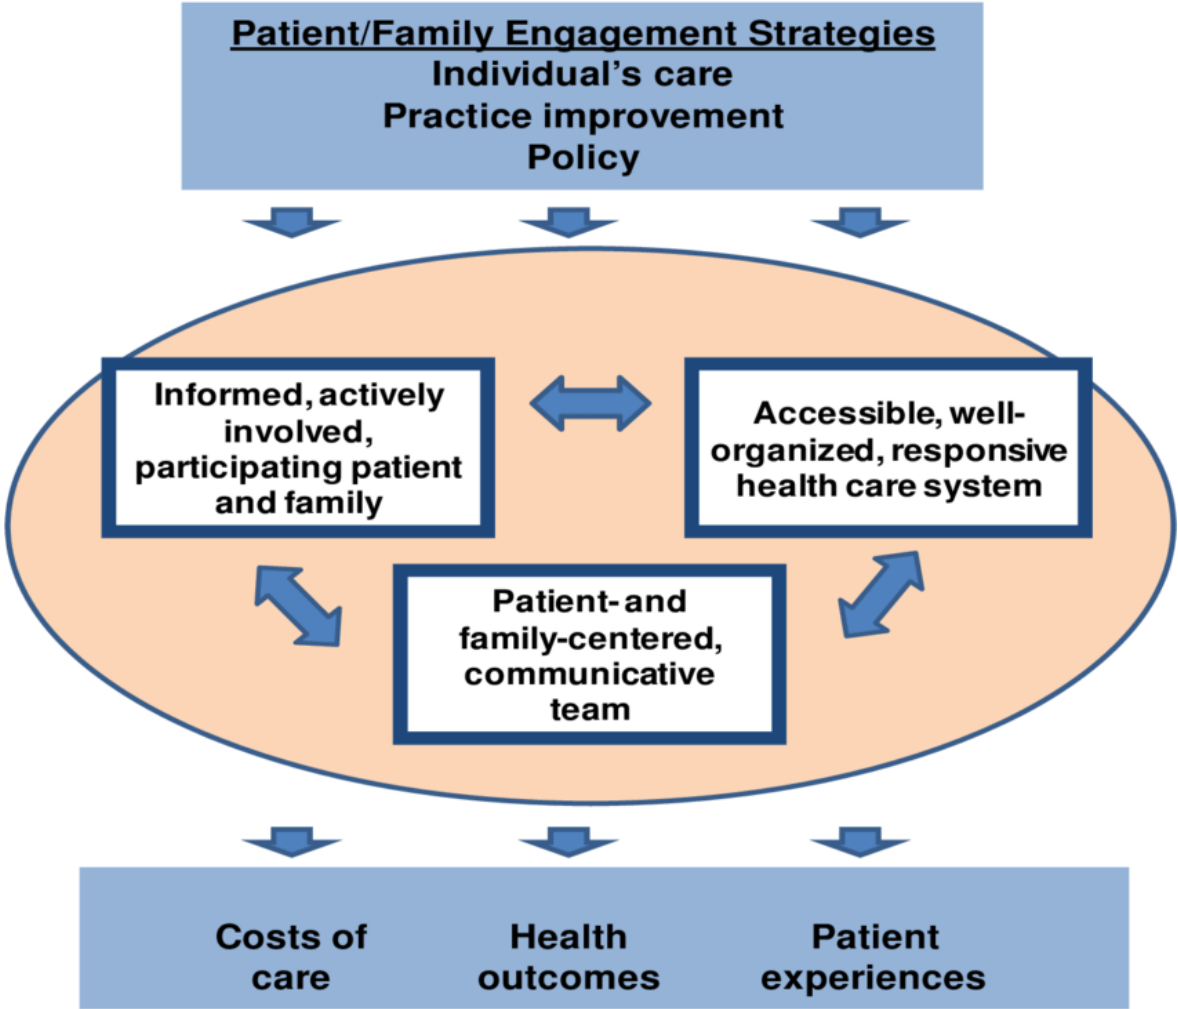 Patient/Family Engagement Strategies
Individual's care
Practice improvement
Policy
Informed, actively
involved,
participating patient
and family
Accessible, well-
organized, responsive
health care system
Patient- and
family-centered,
communicative
team
Costs of
care
Health
outcomes
Patient
experiences